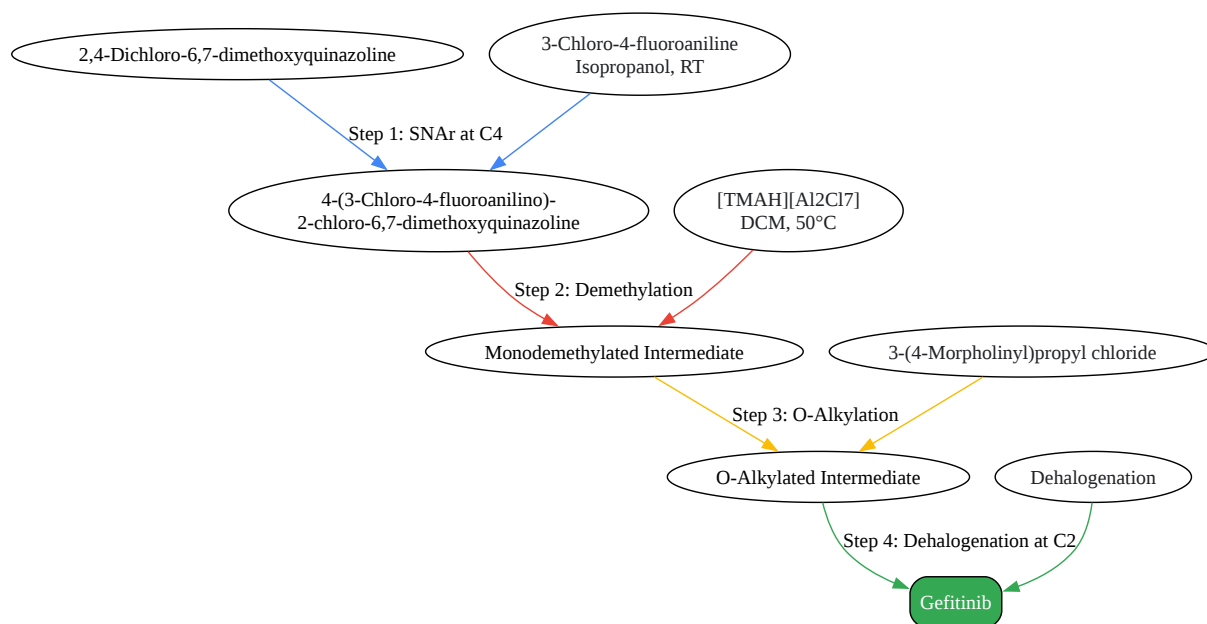 2,4-Dichloro-6,7-dimethoxyquinazoline
3-Chloro-4-fluoroaniline
Isopropanol, RT
Step 1: SNAr at C4
4-(3-Chloro-4-fluoroanilino)-
2-chloro-6,7-dimethoxyquinazoline
[TMAH][Al2Cl7]
DCM, 50°C
Step 2: Demethylation
Monodemethylated Intermediate
3-(4-Morpholinyl)propyl chloride
Step 3: O-Alkylation
O-Alkylated Intermediate
Dehalogenation
Step 4: Dehalogenation at C2
Gefitinib